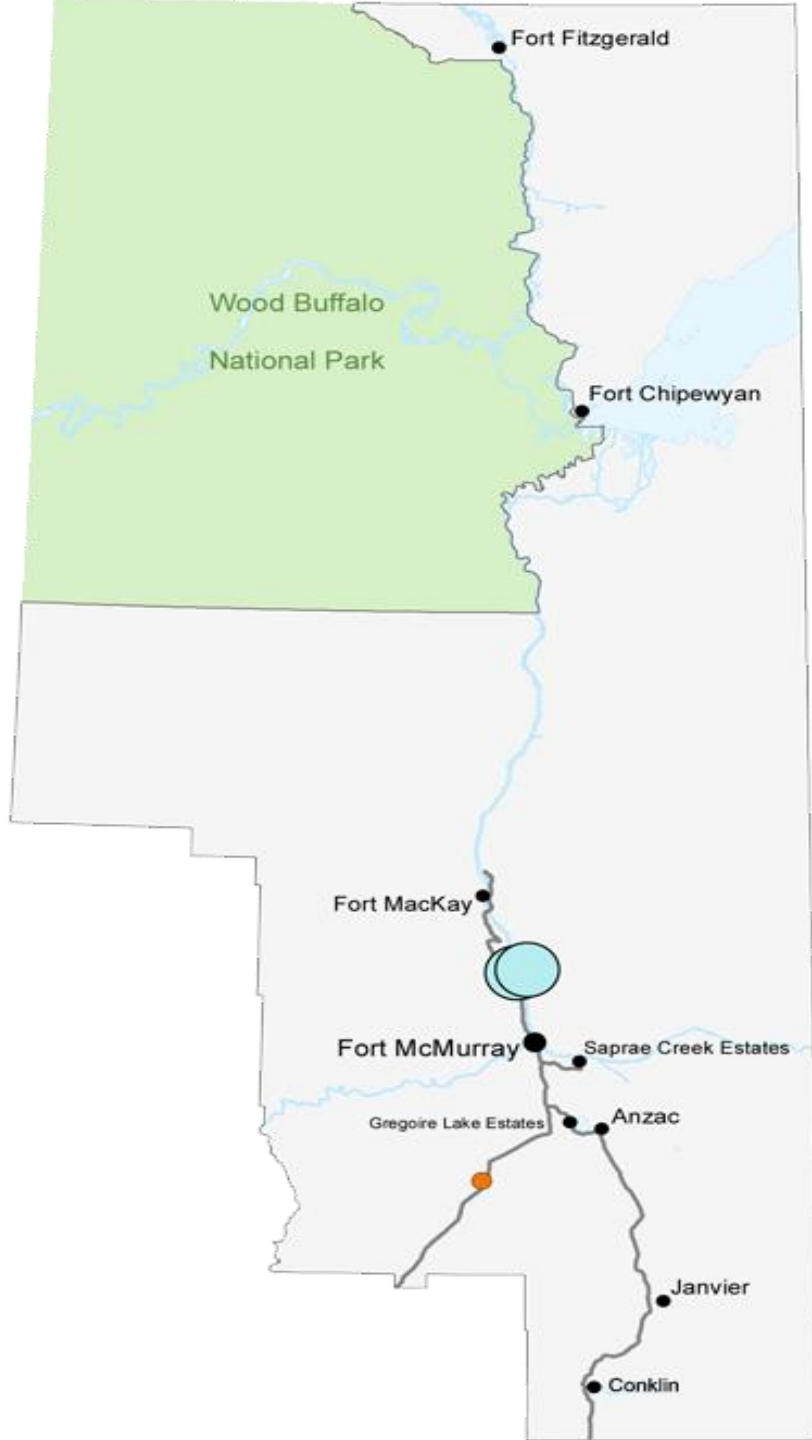 Fort Fitzgerald
Wood Buffalo
National Park
Fort Chipewyan
Fort MacKay
Fort McMurray
Saprae Creek Estates
Gregoire Lake Estates
Anzac
Janvier
Conklin